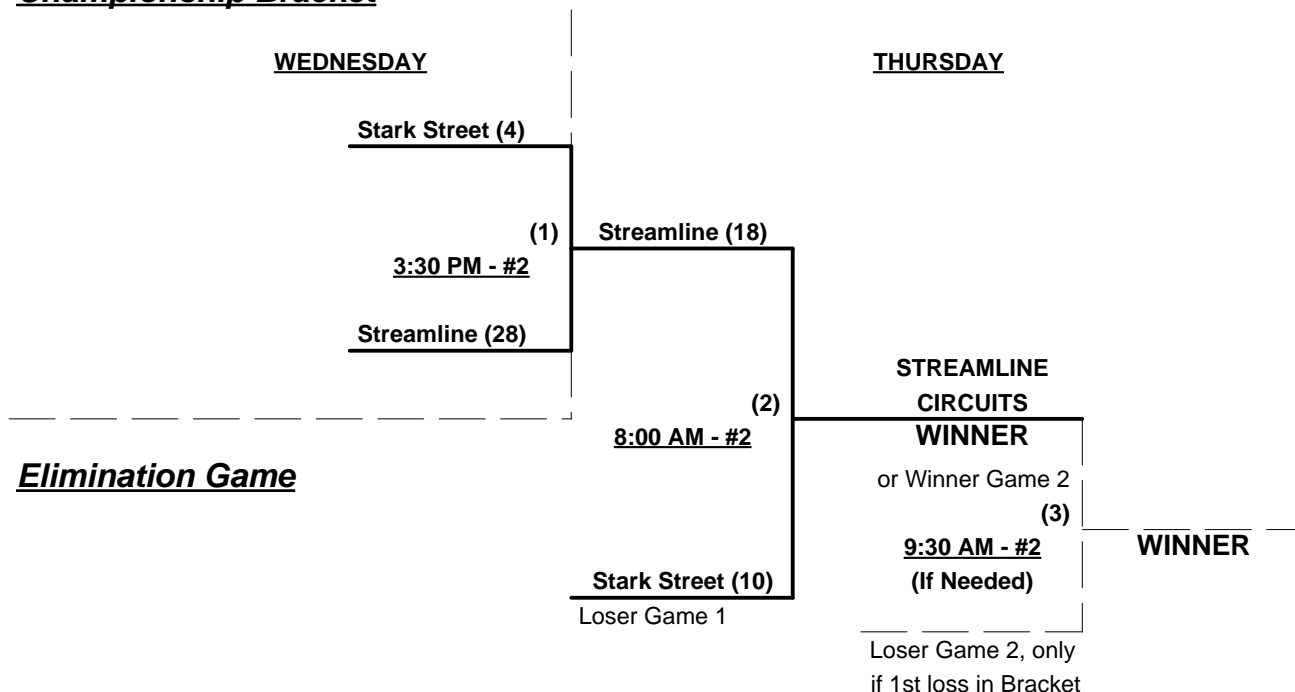 Championship Bracket
WEDNESDAY
THURSDAY
Stark Street (4)
(1)
Streamline (18)
3:30 PM - #2
Streamline (28)
STREAMLINE
CIRCUITS
(2)
WINNER
8:00 AM - #2
Elimination Game
or Winner Game 2
(3)
9:30 AM - #2
WINNER
Stark Street (10)
(If Needed)
Loser Game 1
Loser Game 2, only
if 1st loss in Bracket